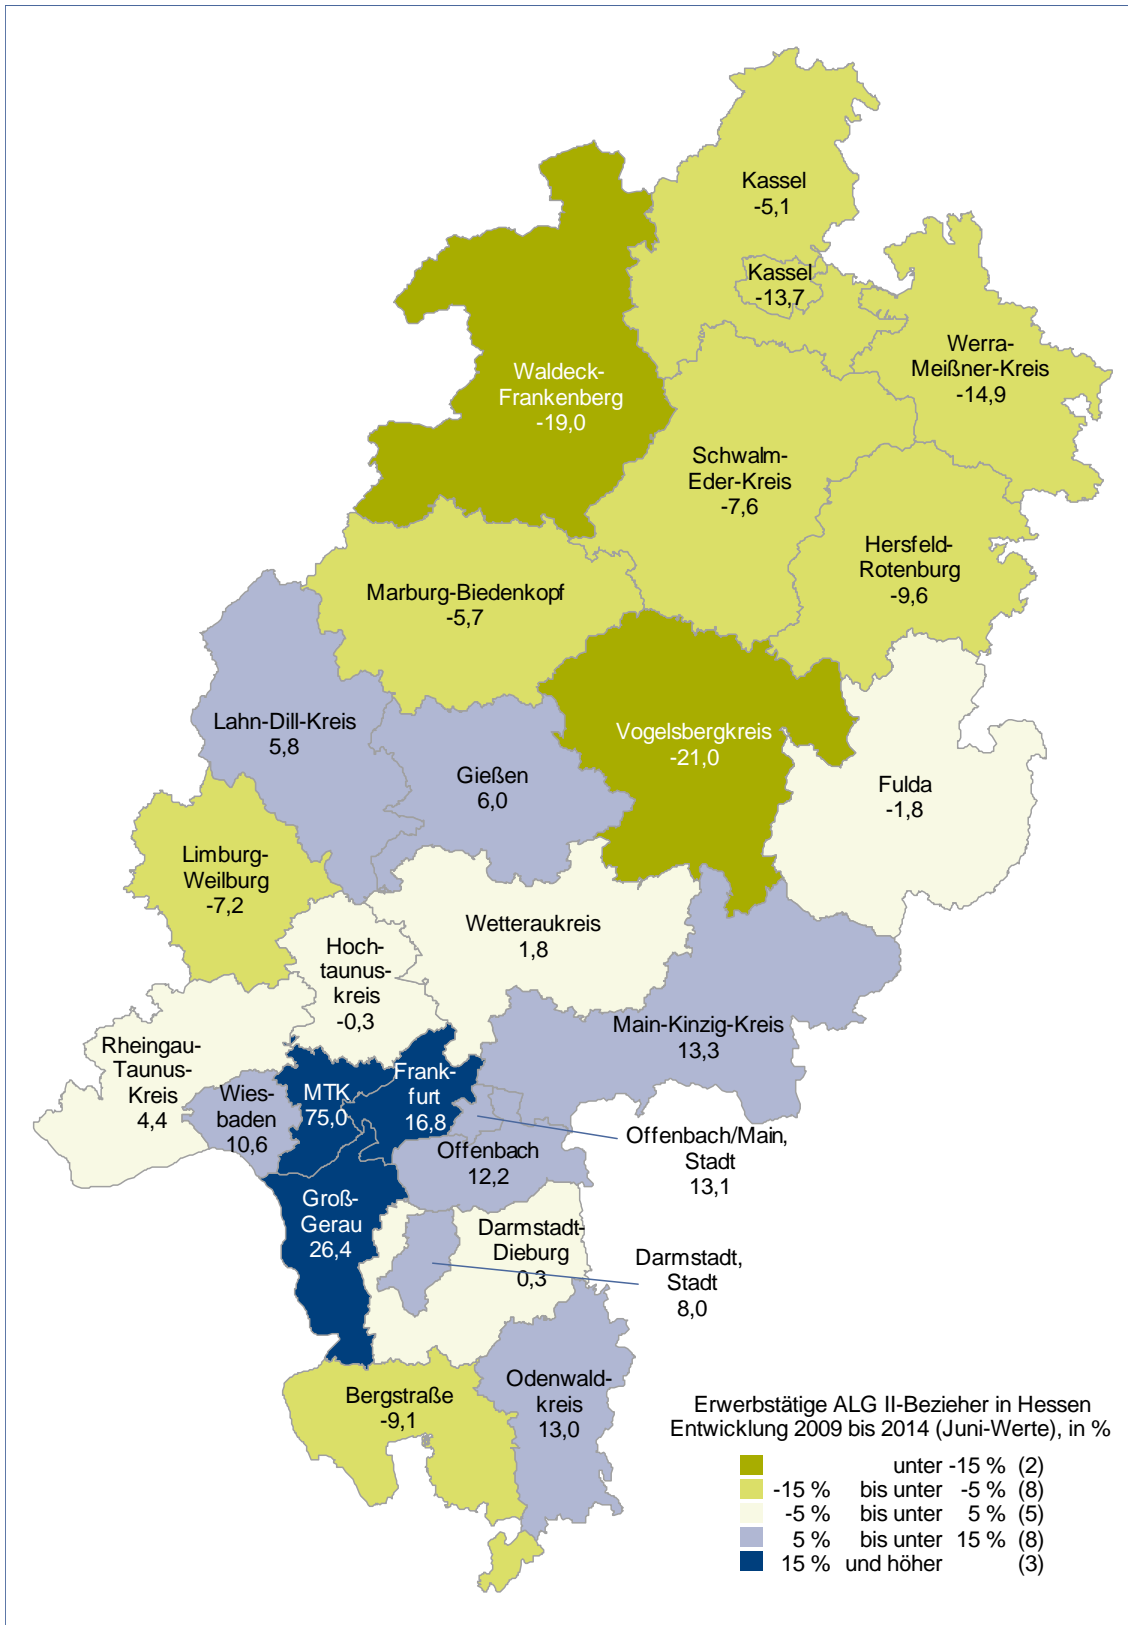 Kassel
-5,1
Kassel
-13,7
Werra-
Meißner-Kreis
-14,9
Waldeck-
Frankenberg
-19,0
Schwalm-
Eder-Kreis
-7,6
Hersfeld-
Rotenburg
-9,6
Marburg-Biedenkopf
-5,7
Lahn-Dill-Kreis
5,8
Gießen
6,0
Vogelsbergkreis
-21,0
Fulda
-1,8
Limburg-
Weilburg
-7,2
Wetteraukreis
1,8
Hoch-
taunus-
kreis
-0,3
Main-Kinzig-Kreis
13,3
Rheingau-
Taunus-
Kreis
4,4
Wies-
baden
10,6
MTK
75,0
Frank-
furt
16,8
Offenbach
12,2
Offenbach/Main,
Stadt
13,1
Groß-
Gerau
26,4
Darmstadt-
Dieburg
0,3
Darmstadt,
Stadt
8,0
Bergstraße
-9,1
Odenwald-
kreis
13,0
Erwerbstätige ALG II-Bezieher in Hessen
Entwicklung 2009 bis 2014 (Juni-Werte), in %
unter -15 % (2)
-15 % bis unter -5 % (8)
-5 % bis unter 5 % (5)
5 % bis unter 15 % (8)
15 % und höher (3)